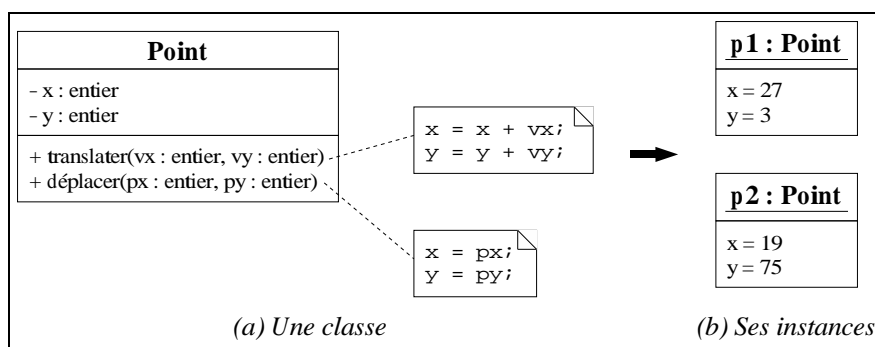 Point
- x : entier
- y : entier
+ translater(vx : entier, vy : entier)
+ déplacer(px : entier, py : entier)
x = x + vx;
y = y + vy;
x = px;
y = py;
(a) Une classe
p1 : Point
x = 27
y = 3
p2 : Point
x = 19
y = 75
(b) Ses instances